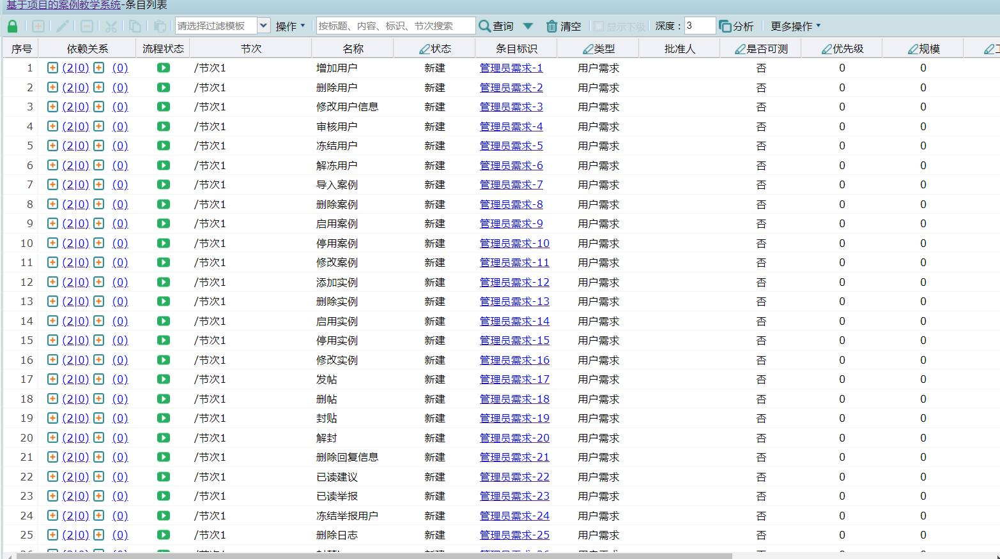 基于项目的案例教学系统-条目列表
请选择过滤模板 操作 按标题、内容、标识、节次搜索 查询 清空 显示下级 深度：3 分析 更多操作
序号 依赖关系 流程状态 节次 名称 状态 条目标识 类型 批准人 是否可测 优先级 规模
1 (2|0) (0) /节次1 增加用户 新建 管理员需求-1 用户需求 否 0 0
2 (2|0) (0) /节次1 删除用户 新建 管理员需求-2 用户需求 否 0 0
3 (2|0) (0) /节次1 修改用户信息 新建 管理员需求-3 用户需求 否 0 0
4 (2|0) (0) /节次1 审核用户 新建 管理员需求-4 用户需求 否 0 0
5 (2|0) (0) /节次1 冻结用户 新建 管理员需求-5 用户需求 否 0 0
6 (2|0) (0) /节次1 解冻用户 新建 管理员需求-6 用户需求 否 0 0
7 (2|0) (0) /节次1 导入案例 新建 管理员需求-7 用户需求 否 0 0
8 (2|0) (0) /节次1 删除案例 新建 管理员需求-8 用户需求 否 0 0
9 (2|0) (0) /节次1 启用案例 新建 管理员需求-9 用户需求 否 0 0
10 (2|0) (0) /节次1 停用案例 新建 管理员需求-10 用户需求 否 0 0
11 (2|0) (0) /节次1 修改案例 新建 管理员需求-11 用户需求 否 0 0
12 (2|0) (0) /节次1 添加实例 新建 管理员需求-12 用户需求 否 0 0
13 (2|0) (0) /节次1 删除实例 新建 管理员需求-13 用户需求 否 0 0
14 (2|0) (0) /节次1 启用实例 新建 管理员需求-14 用户需求 否 0 0
15 (2|0) (0) /节次1 停用实例 新建 管理员需求-15 用户需求 否 0 0
16 (2|0) (0) /节次1 修改实例 新建 管理员需求-16 用户需求 否 0 0
17 (2|0) (0) /节次1 发帖 新建 管理员需求-17 用户需求 否 0 0
18 (2|0) (0) /节次1 删帖 新建 管理员需求-18 用户需求 否 0 0
19 (2|0) (0) /节次1 封贴 新建 管理员需求-19 用户需求 否 0 0
20 (2|0) (0) /节次1 解封 新建 管理员需求-20 用户需求 否 0 0
21 (2|0) (0) /节次1 删除回复信息 新建 管理员需求-21 用户需求 否 0 0
22 (2|0) (0) /节次1 已读建议 新建 管理员需求-22 用户需求 否 0 0
23 (2|0) (0) /节次1 已读举报 新建 管理员需求-23 用户需求 否 0 0
24 (2|0) (0) /节次1 冻结举报用户 新建 管理员需求-24 用户需求 否 0 0
25 (2|0) (0) /节次1 删除日志 新建 管理员需求-25 用户需求 否 0 0